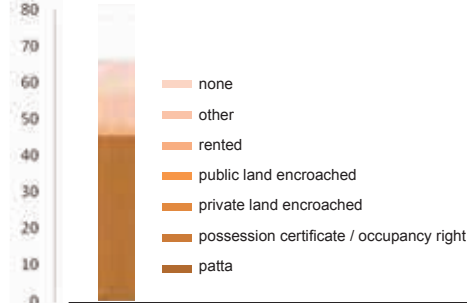 80
70
60
50
40
30
20
10
0
none
other
rented
public land encroached
private land encroached
possession certificate / occupancy right
patta